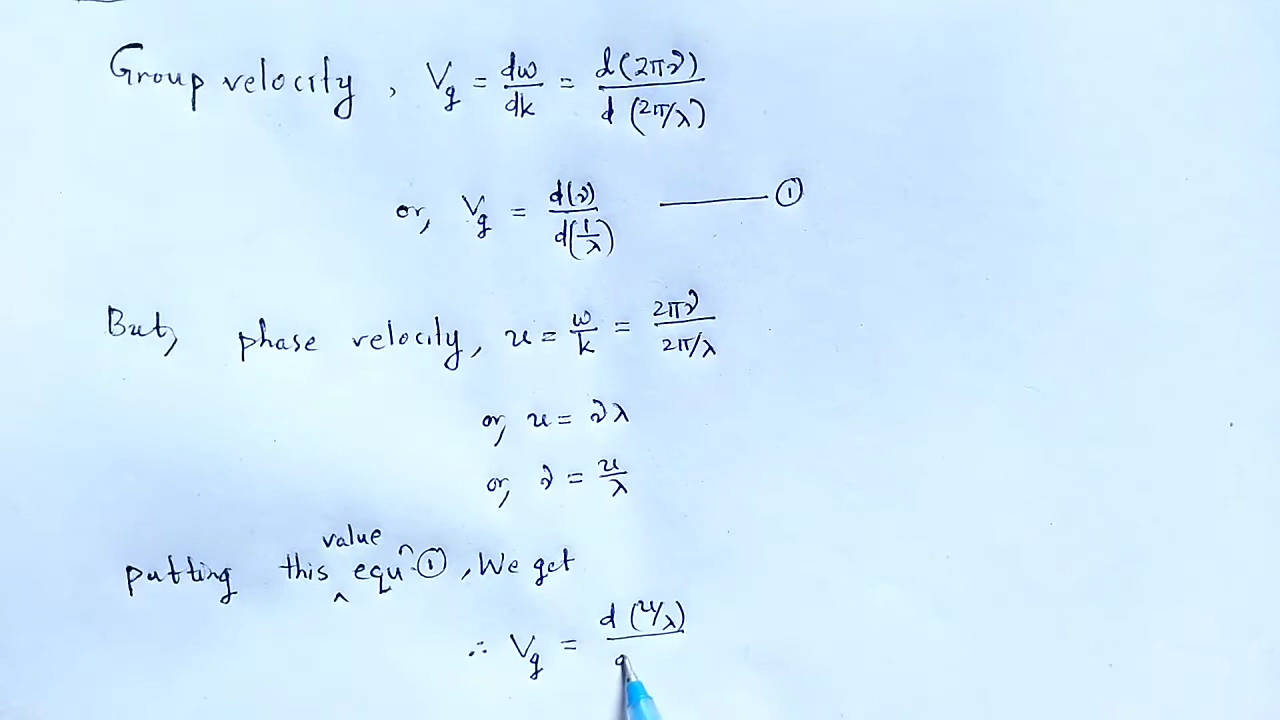 Group velocity, Vg = dω/dk = d(2πν)/d(2π/λ)
or, Vg = d(ν)/d(1/λ) ——— ①
But, phase velocity, u = ω/k = 2πν/2π/λ
or, u = νλ
or, ν = u/λ
putting this value equⁿ ①, We get
∴ Vg = d(u/λ)/